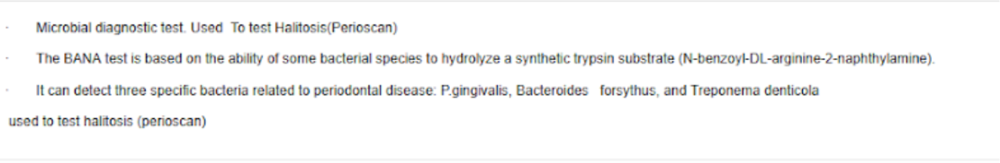 · Microbial diagnostic test. Used To test Halitosis(Perioscan)
· The BANA test is based on the ability of some bacterial species to hydrolyze a synthetic trypsin substrate (N-benzoyl-DL-arginine-2-naphthylamine).
· It can detect three specific bacteria related to periodontal disease: P.gingivalis, Bacteroides forsythus, and Treponema denticola
used to test halitosis (perioscan)